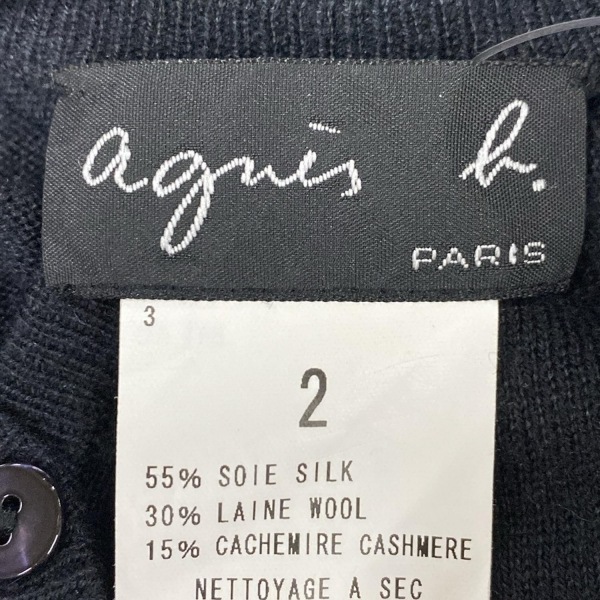 agnès b.
PARIS
3
2
55% SOIE SILK
30% LAINE WOOL
15% CACHEMIRE CASHMERE
NETTOYAGE A SEC